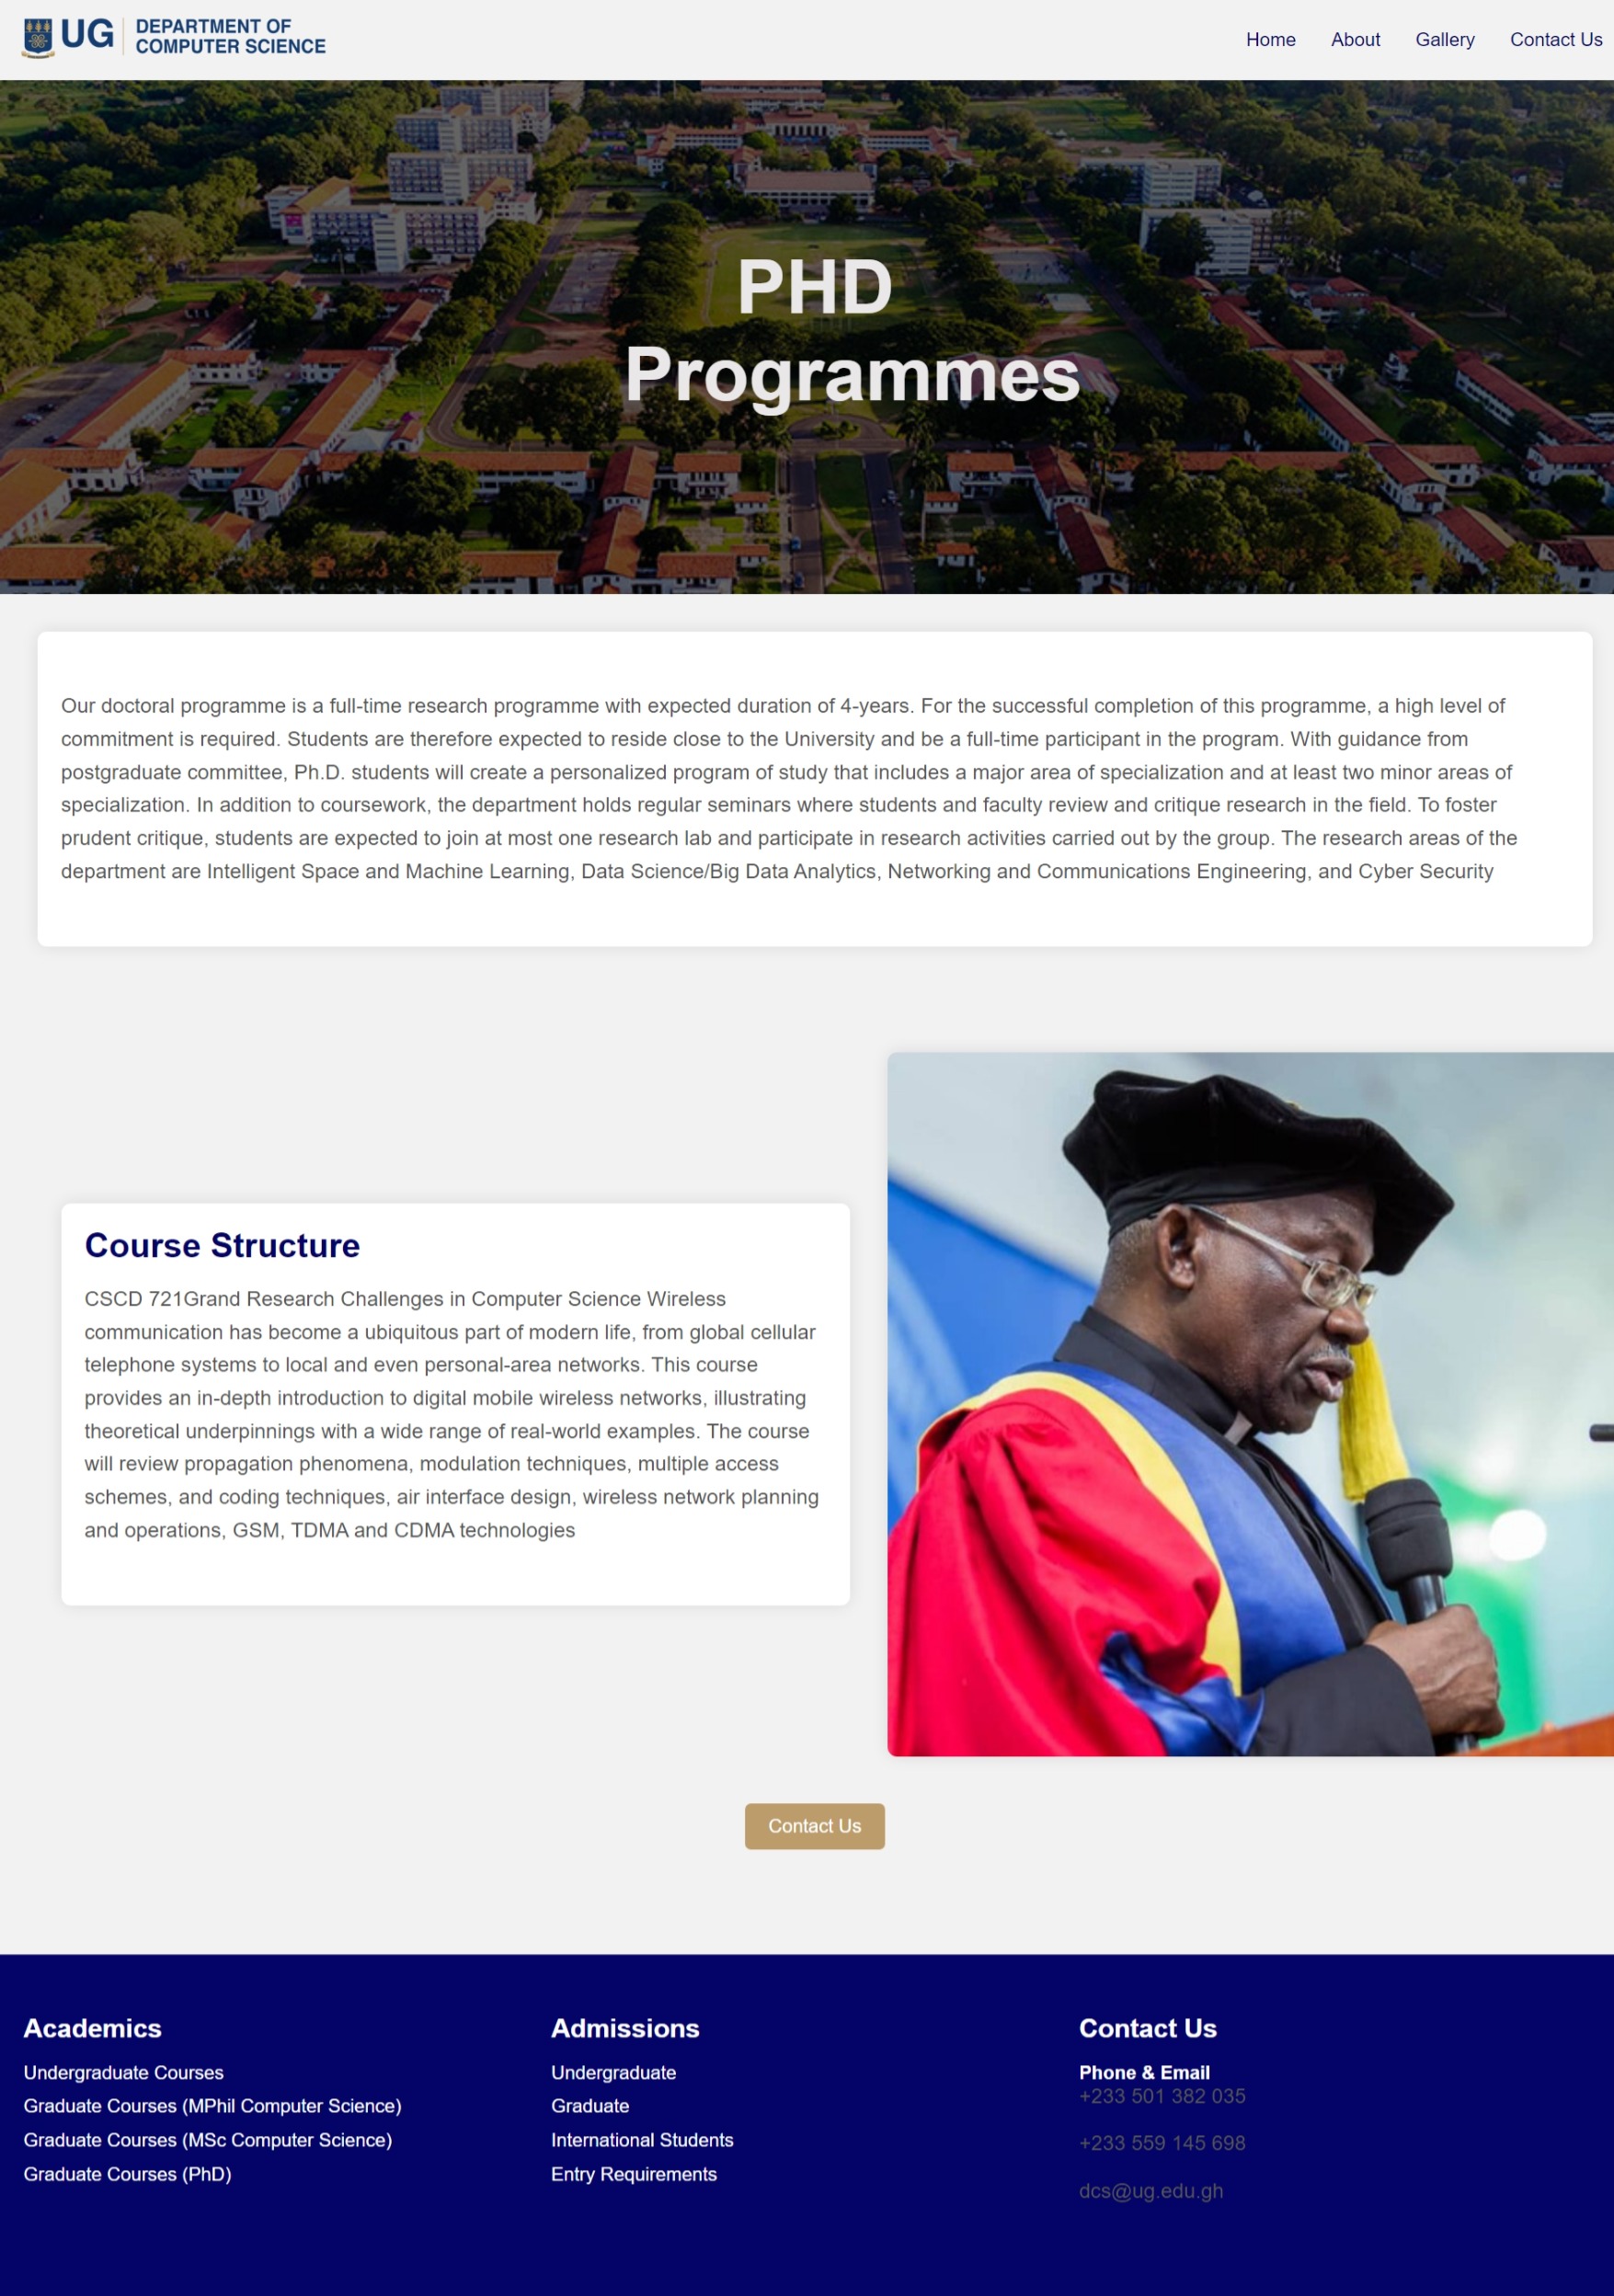 UG
DEPARTMENT OF
COMPUTER SCIENCE
Home About Gallery Contact Us
PHD
Programmes
Our doctoral programme is a full-time research programme with expected duration of 4-years. For the successful completion of this programme, a high level of
commitment is required. Students are therefore expected to reside close to the University and be a full-time participant in the program. With guidance from
postgraduate committee, Ph.D. students will create a personalized program of study that includes a major area of specialization and at least two minor areas of
specialization. In addition to coursework, the department holds regular seminars where students and faculty review and critique research in the field. To foster
prudent critique, students are expected to join at most one research lab and participate in research activities carried out by the group. The research areas of the
department are Intelligent Space and Machine Learning, Data Science/Big Data Analytics, Networking and Communications Engineering, and Cyber Security
Course Structure
CSCD 721Grand Research Challenges in Computer Science Wireless
communication has become a ubiquitous part of modern life, from global cellular
telephone systems to local and even personal-area networks. This course
provides an in-depth introduction to digital mobile wireless networks, illustrating
theoretical underpinnings with a wide range of real-world examples. The course
will review propagation phenomena, modulation techniques, multiple access
schemes, and coding techniques, air interface design, wireless network planning
and operations, GSM, TDMA and CDMA technologies
Contact Us
Academics
Undergraduate Courses
Graduate Courses (MPhil Computer Science)
Graduate Courses (MSc Computer Science)
Graduate Courses (PhD)
Admissions
Undergraduate
Graduate
International Students
Entry Requirements
Contact Us
Phone & Email
+233 501 382 035
+233 559 145 698
dcs@ug.edu.gh